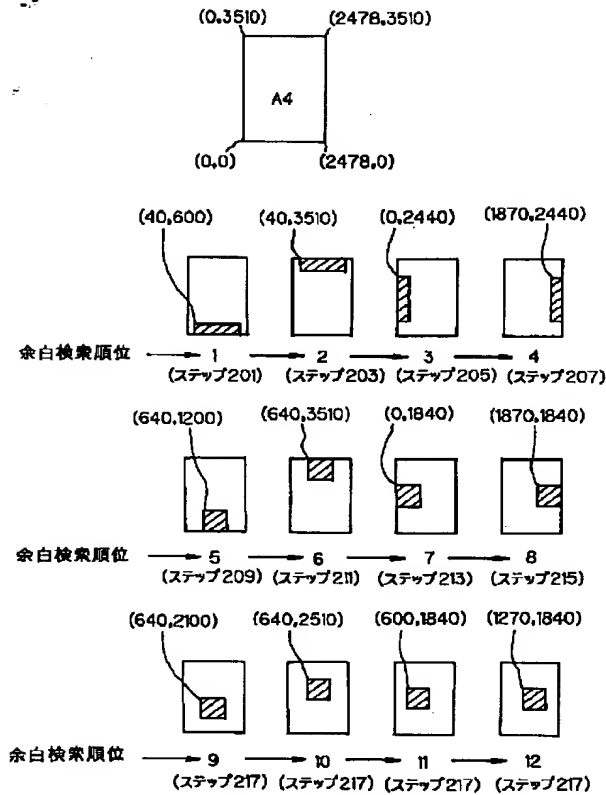 (0,3510) (2478,3510)
A4
(0,0) (2478,0)
(40,600) (40,3510) (0,2440) (1870,2440)
余白検索順位 1 2 3 4
(ステップ201) (ステップ203) (ステップ205) (ステップ207)
(640,1200) (640,3510) (0,1840) (1870,1840)
余白検索順位 5 6 7 8
(ステップ209) (ステップ211) (ステップ213) (ステップ215)
(640,2100) (640,2510) (600,1840) (1270,1840)
余白検索順位 9 10 11 12
(ステップ217) (ステップ217) (ステップ217) (ステップ217)